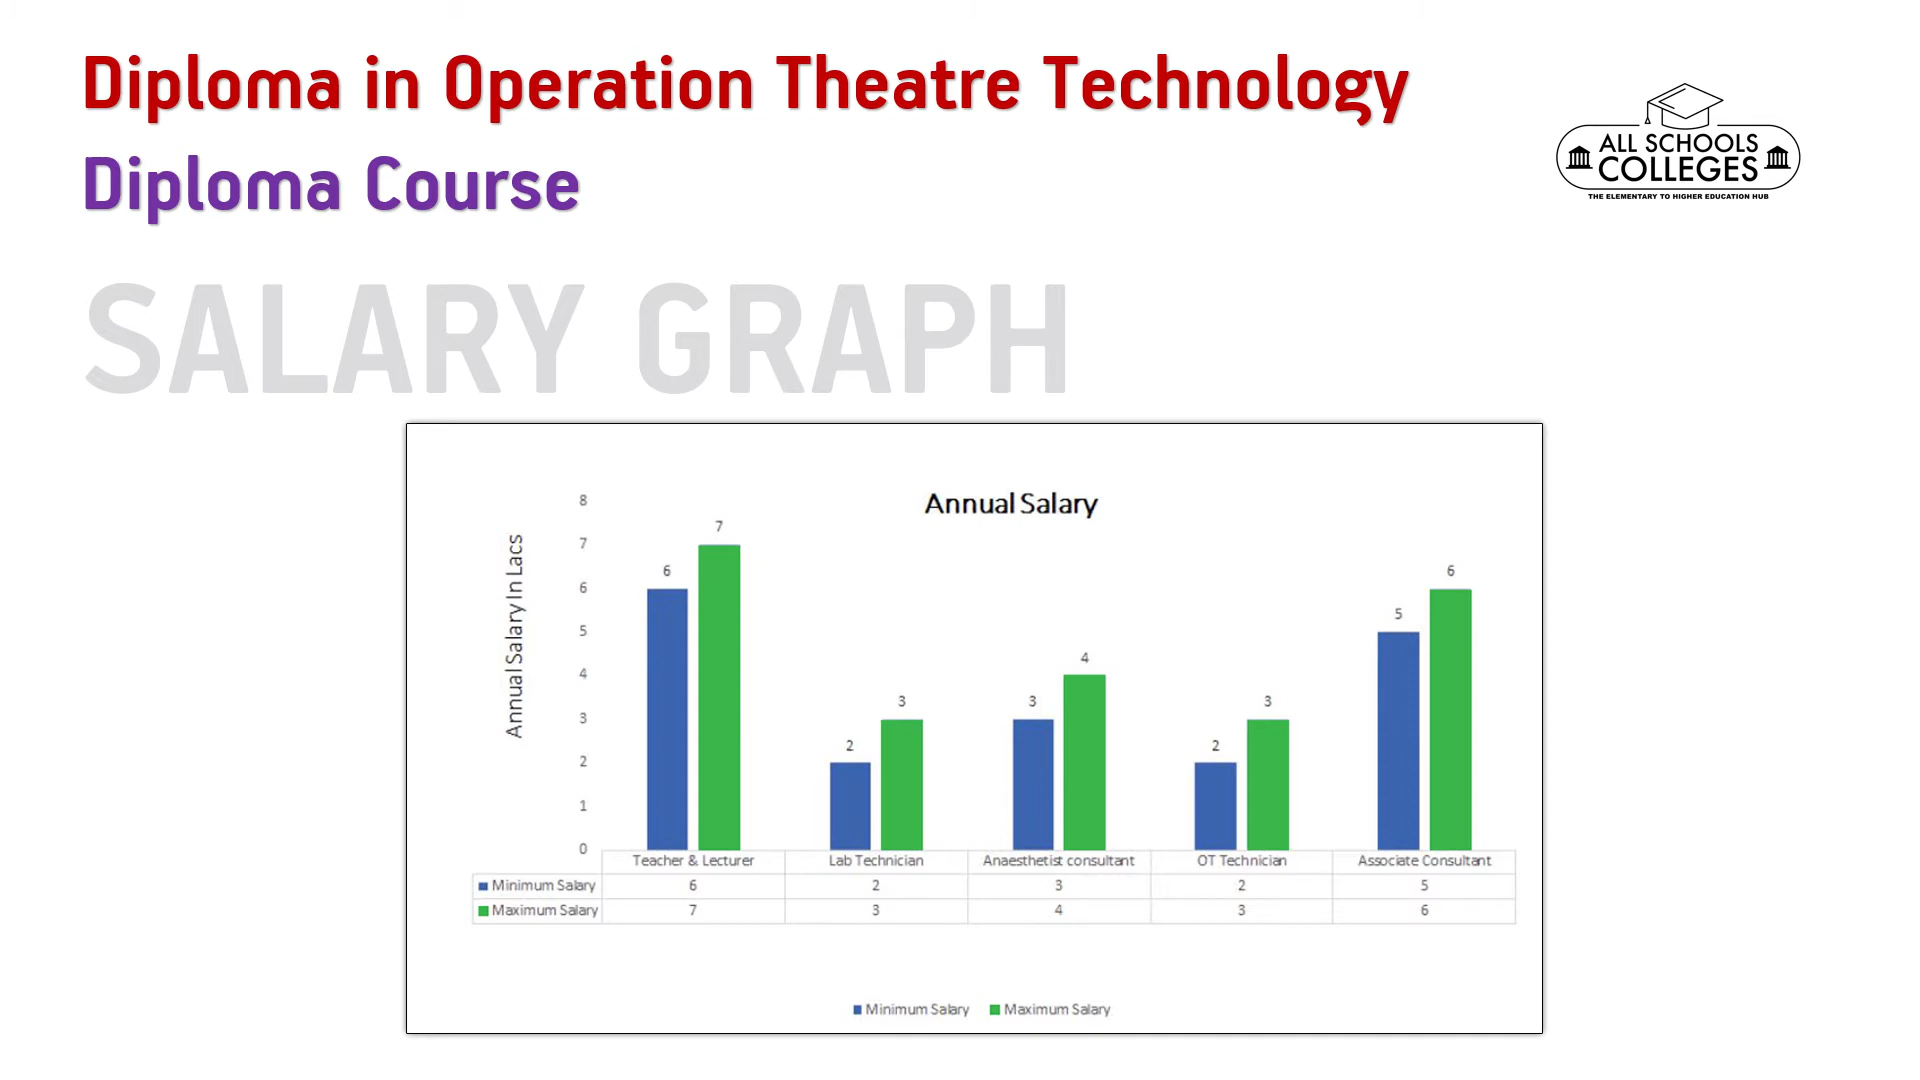 Diploma in Operation Theatre Technology
Diploma Course
ALL SCHOOLS
COLLEGES
THE ELEMENTARY TO HIGHER EDUCATION HUB
SALARY GRAPH
Annual Salary
Annual Salary In Lacs
8
7
6
5
4
3
2
1
0
6 7 2 3 3 4 2 3 5 6
Teacher & Lecturer Lab Technician Anaesthetist consultant OT Technician Associate Consultant
Minimum Salary 6 2 3 2 5
Maximum Salary 7 3 4 3 6
Minimum Salary Maximum Salary